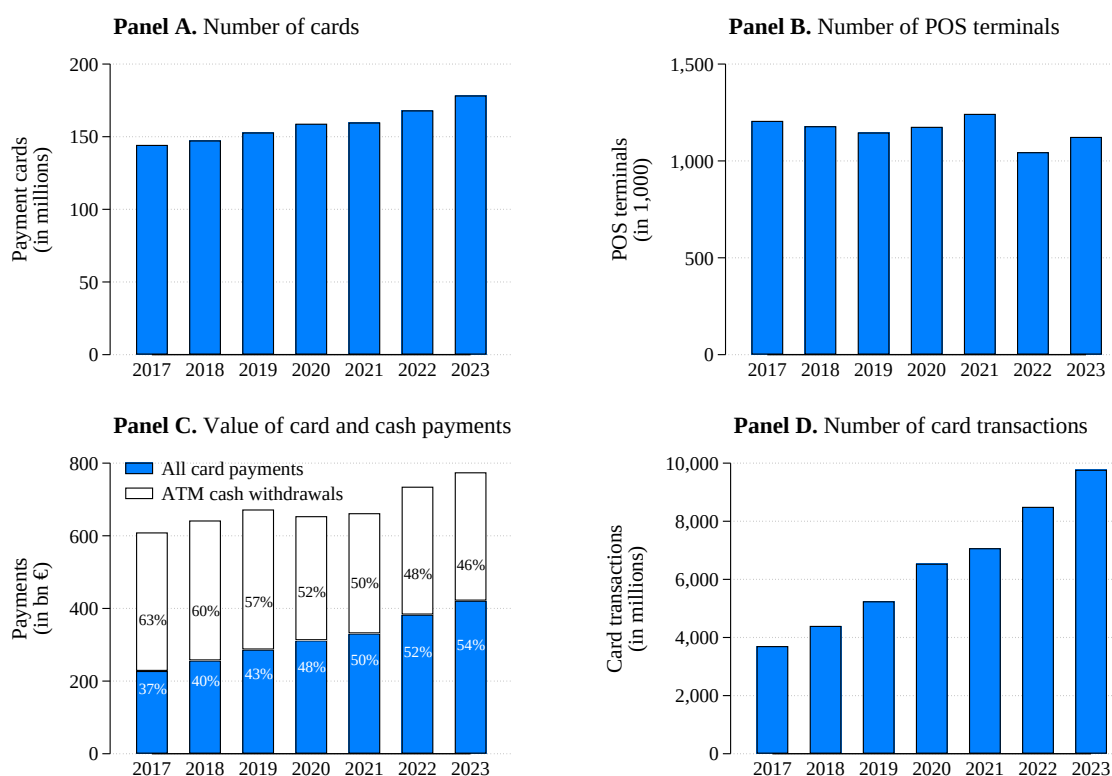 Panel A. Number of cards
Payment cards
(in millions)
200
150
100
50
0
2017 2018 2019 2020 2021 2022 2023
Panel B. Number of POS terminals
POS terminals
(in 1,000)
1,500
1,000
500
0
2017 2018 2019 2020 2021 2022 2023
Panel C. Value of card and cash payments
Payments
(in bn €)
800
600
400
200
0
All card payments
ATM cash withdrawals
63% 60% 57% 52% 50% 48% 46%
37% 40% 43% 48% 50% 52% 54%
2017 2018 2019 2020 2021 2022 2023
Panel D. Number of card transactions
Card transactions
(in millions)
10,000
8,000
6,000
4,000
2,000
0
2017 2018 2019 2020 2021 2022 2023